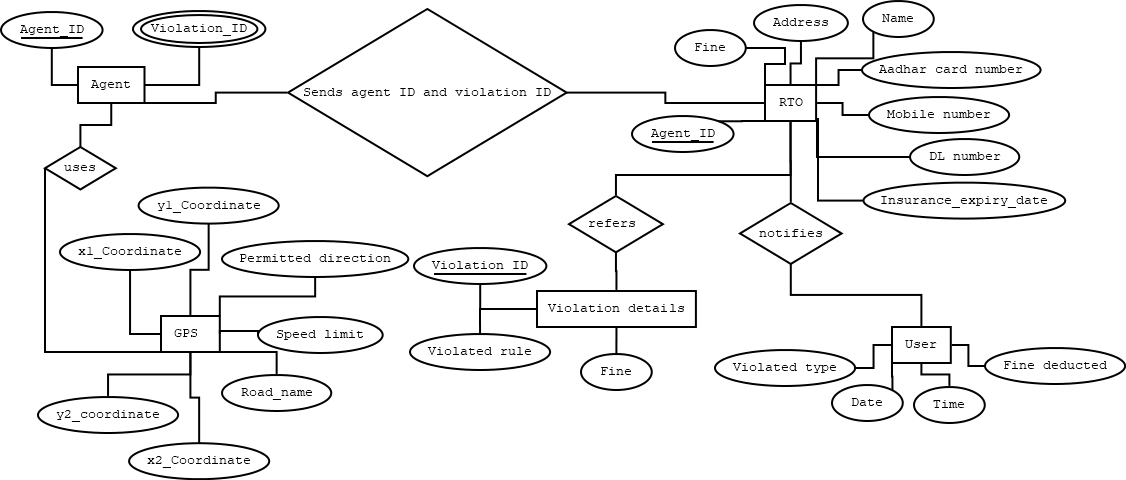 Name
Address
Agent_ID
Violation_ID
Fine
Aadhar card number
Agent
Sends agent ID and violation ID
RTO
Mobile number
Agent_ID
DL number
uses
Insurance_expiry_date
y1_Coordinate
refers
notifies
x1_Coordinate
Permitted direction
Violation ID
Violation details
GPS
Speed limit
User
Violated rule
Violated type
Fine deducted
Fine
Road_name
Date
Time
y2_coordinate
x2_Coordinate